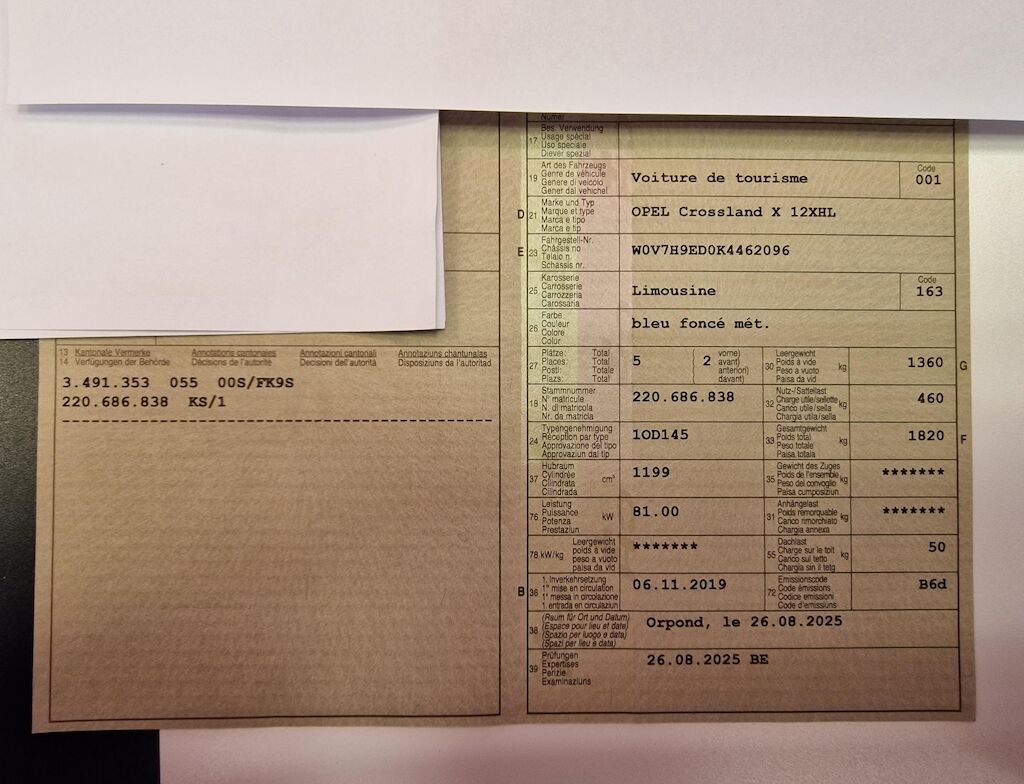 Numer
17 Bes. Verwendung
Usage spécial
Uso speciale
Diever spezial
19 Art des Fahrzeugs
Genre de véhicule
Genere di veicolo
Gener dal vehichel
Voiture de tourisme
Code
001
D 21 Marke und Typ
Marque et type
Marca e tipo
Marca e tip
OPEL Crossland X 12XHL
E 23 Fahrgestell-Nr.
Châssis no
Telaio n.
Schassis nr.
W0V7H9ED0K4462096
25 Karosserie
Carrosserie
Carrozzeria
Carossaria
Limousine
Code
163
26 Farbe
Couleur
Colore
Colur
bleu foncé mét.
13 Kantonale Vermerke Annotations cantonales Annotazioni cantonali Annotaziuns chantunalas
14 Verfügungen der Behörde Décisions de l'autorité Decisioni dell'autorità Disposiziuns da l'autoritad
3.491.353 055 00S/FK9S
220.686.838 KS/1
27 Plätze: Total
Places: Total
Posti: Totale
Plazs: Total
5
2
vorne)
avant)
anteriori)
davant)
30 Leergewicht
Poids à vide
Peso a vuoto
Paisa da vid
kg
1360 G
18 Stammnummer
N° matricule
N. di matricola
Nr. da matricla
220.686.838
32 Nutz-/Sattellast
Charge utile/sellette
Carico utile/sella
Chargia utila/sella
kg
460
24 Typengenehmigung
Réception par type
Approvazione del tipo
Approvaziun dal tip
1OD145
33 Gesamtgewicht
Poids total
Peso totale
Paisa totala
kg
1820 F
37 Hubraum
Cylindrée
Cilindrata
Cilindrada
cm³
1199
35 Gewicht des Zuges
Poids de l'ensemble
Peso del convoglio
Paisa cumposiziun
kg
*******
76 Leistung
Puissance
Potenza
Prestaziun
kW
81.00
31 Anhängelast
Poids remorquable
Carico rimorchiato
Chargia annexa
kg
*******
78 kW/kg Leergewicht
poids à vide
peso a vuoto
paisa da vid
*******
55 Dachlast
Charge sur le toit
Carico sul tetto
Chargia sin il tetg
kg
50
B 36 1. Inverkehrsetzung
1re mise en circulation
1a messa in circolazione
1. entrada en circulaziun
06.11.2019
72 Emissionscode
Code émissions
Codice emissioni
Code d'emissiuns
B6d
38 (Raum für Ort und Datum)
(Espace pour lieu et date)
(Spazio per luogo e data)
(Spazi per lieu e data)
Orpond, le 26.08.2025
39 Prüfungen
Expertises
Perizie
Examinaziuns
26.08.2025 BE